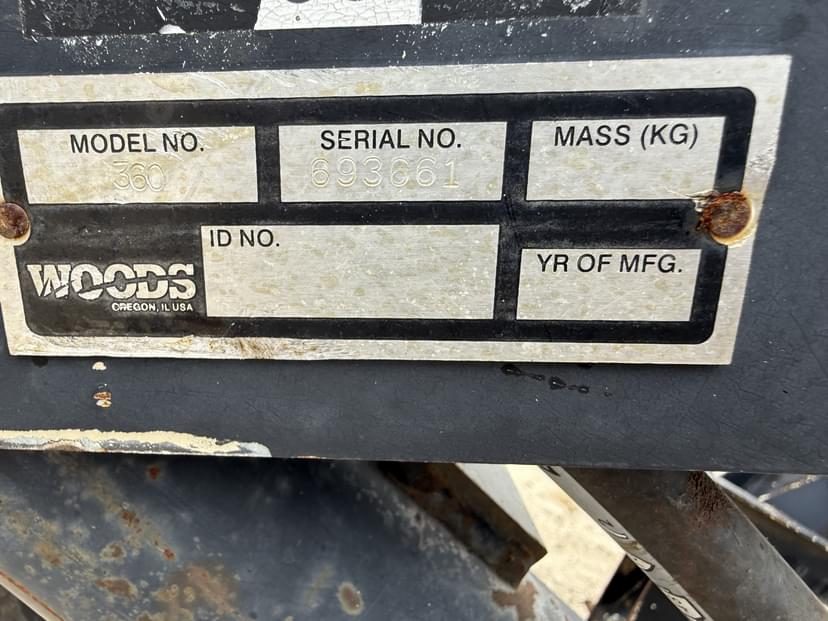 MODEL NO.
360
SERIAL NO.
693661
MASS (KG)
WOODS
OREGON, IL USA
ID NO.
YR OF MFG.